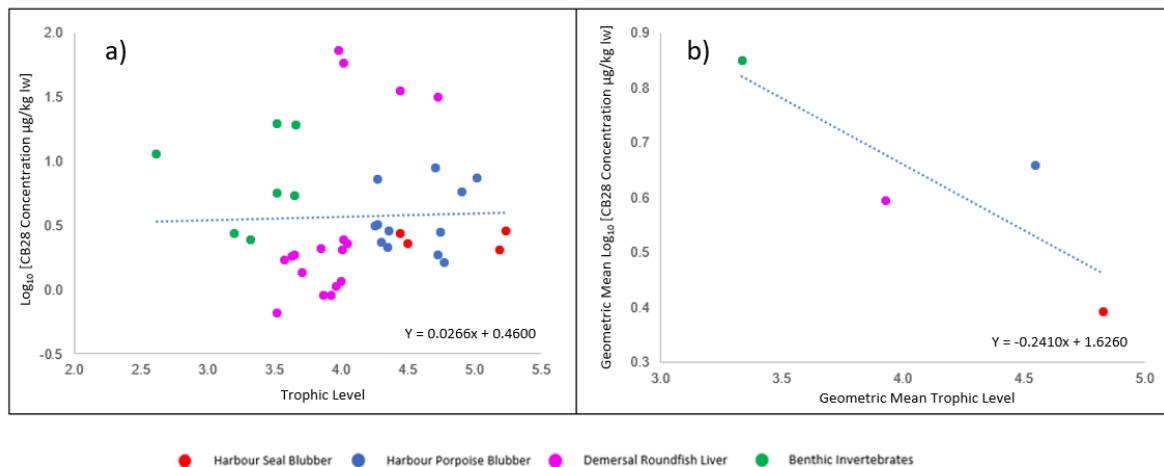 a)
Log₁₀ [CB28 Concentration µg/kg lw]
2.0
1.5
1.0
0.5
0.0
-0.5
2.0 2.5 3.0 3.5 4.0 4.5 5.0 5.5
Y = 0.0266x + 0.4600
Trophic Level
b)
Geometric Mean Log₁₀ [CB28 Concentration µg/kg lw]
0.9
0.8
0.7
0.6
0.5
0.4
0.3
3.0 3.5 4.0 4.5 5.0
Y = -0.2410x + 1.6260
Geometric Mean Trophic Level
Harbour Seal Blubber Harbour Porpoise Blubber Demersal Roundfish Liver Benthic Invertebrates